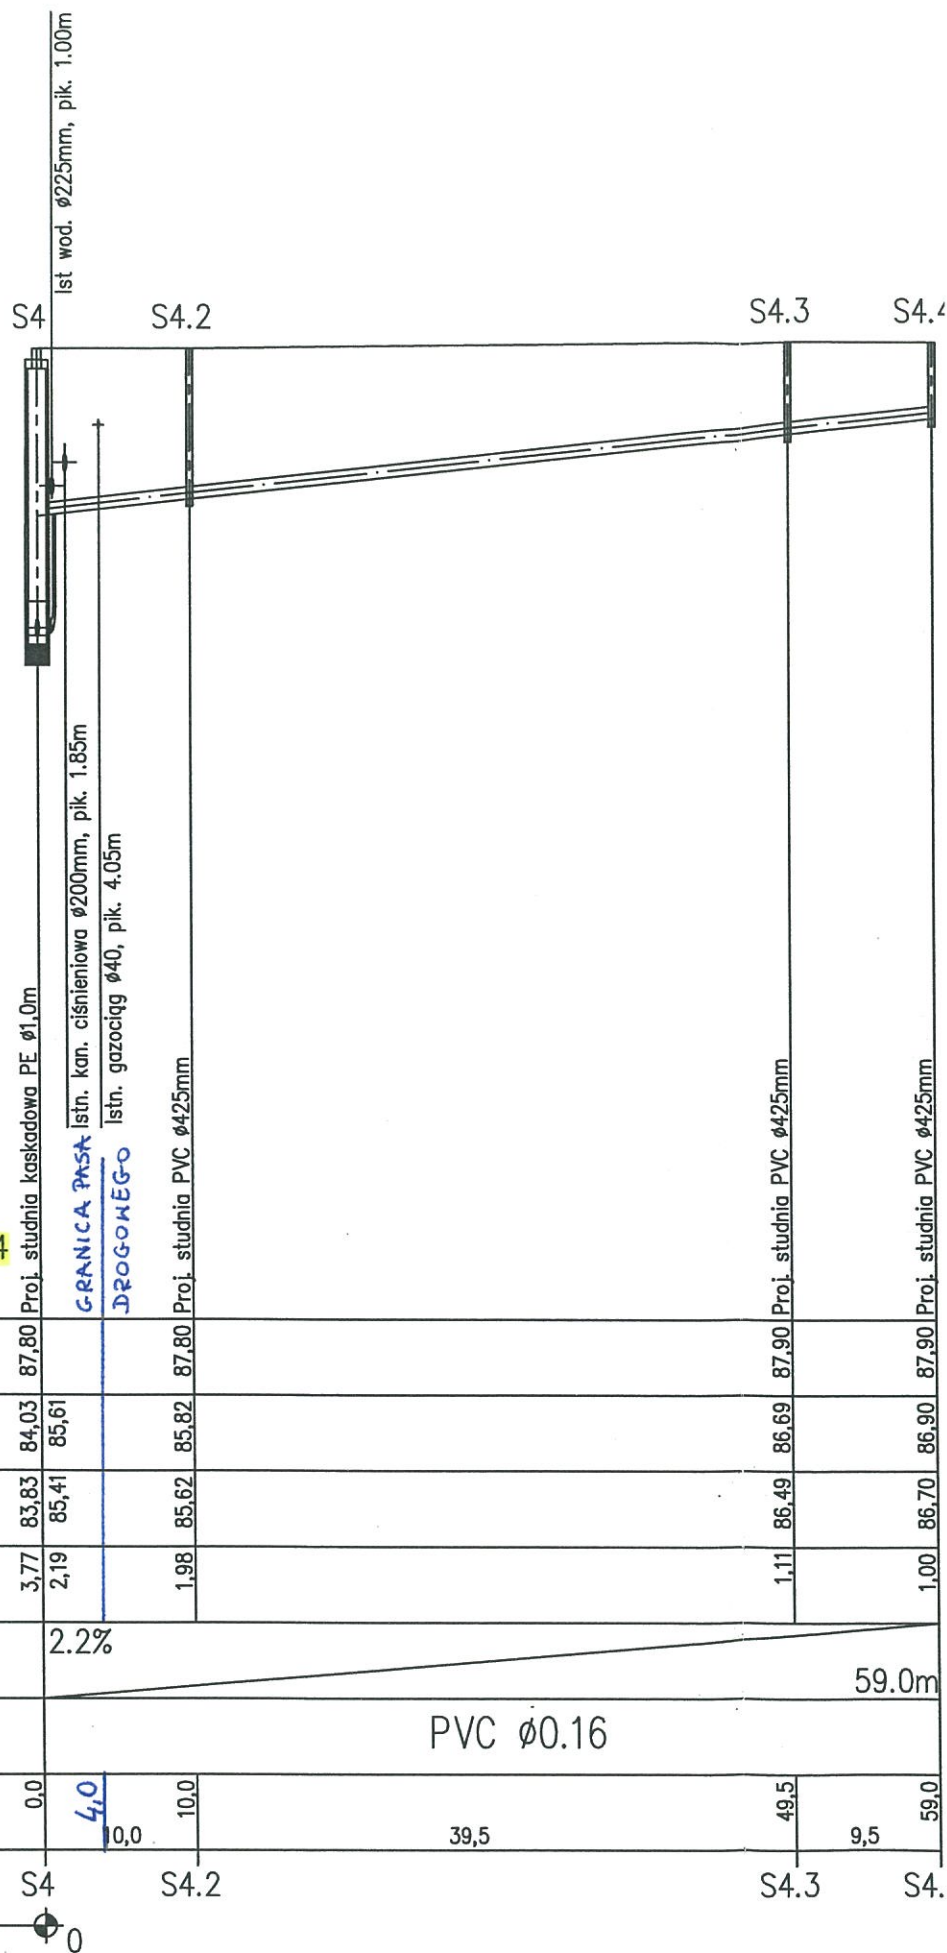 Ist wod. ø225mm, pik. 1.00m
S4
S4.2
S4.3
Istn. kan. ciśnieniowa ø200mm, pik. 1.85m
Istn. gazociąg ø40, pik. 4.05m
GRANICA PASA
DROGOWEGO
Proj. studnia kaskadowa PE ø1,0m
Proj. studnia PVC ø425mm
Proj. studnia PVC ø425mm
Proj. studnia PVC ø425mm
87,80
87,80
87,90
87,90
84,03
85,61
85,82
86,69
86,90
83,83
85,41
85,62
86,49
86,70
3,77
2,19
1,98
1,11
1,00
2.2%
59.0m
PVC ø0.16
0,0
4,0
10,0
49,5
59,0
10,0
39,5
9,5
S4
S4.2
S4.3
S4.
0